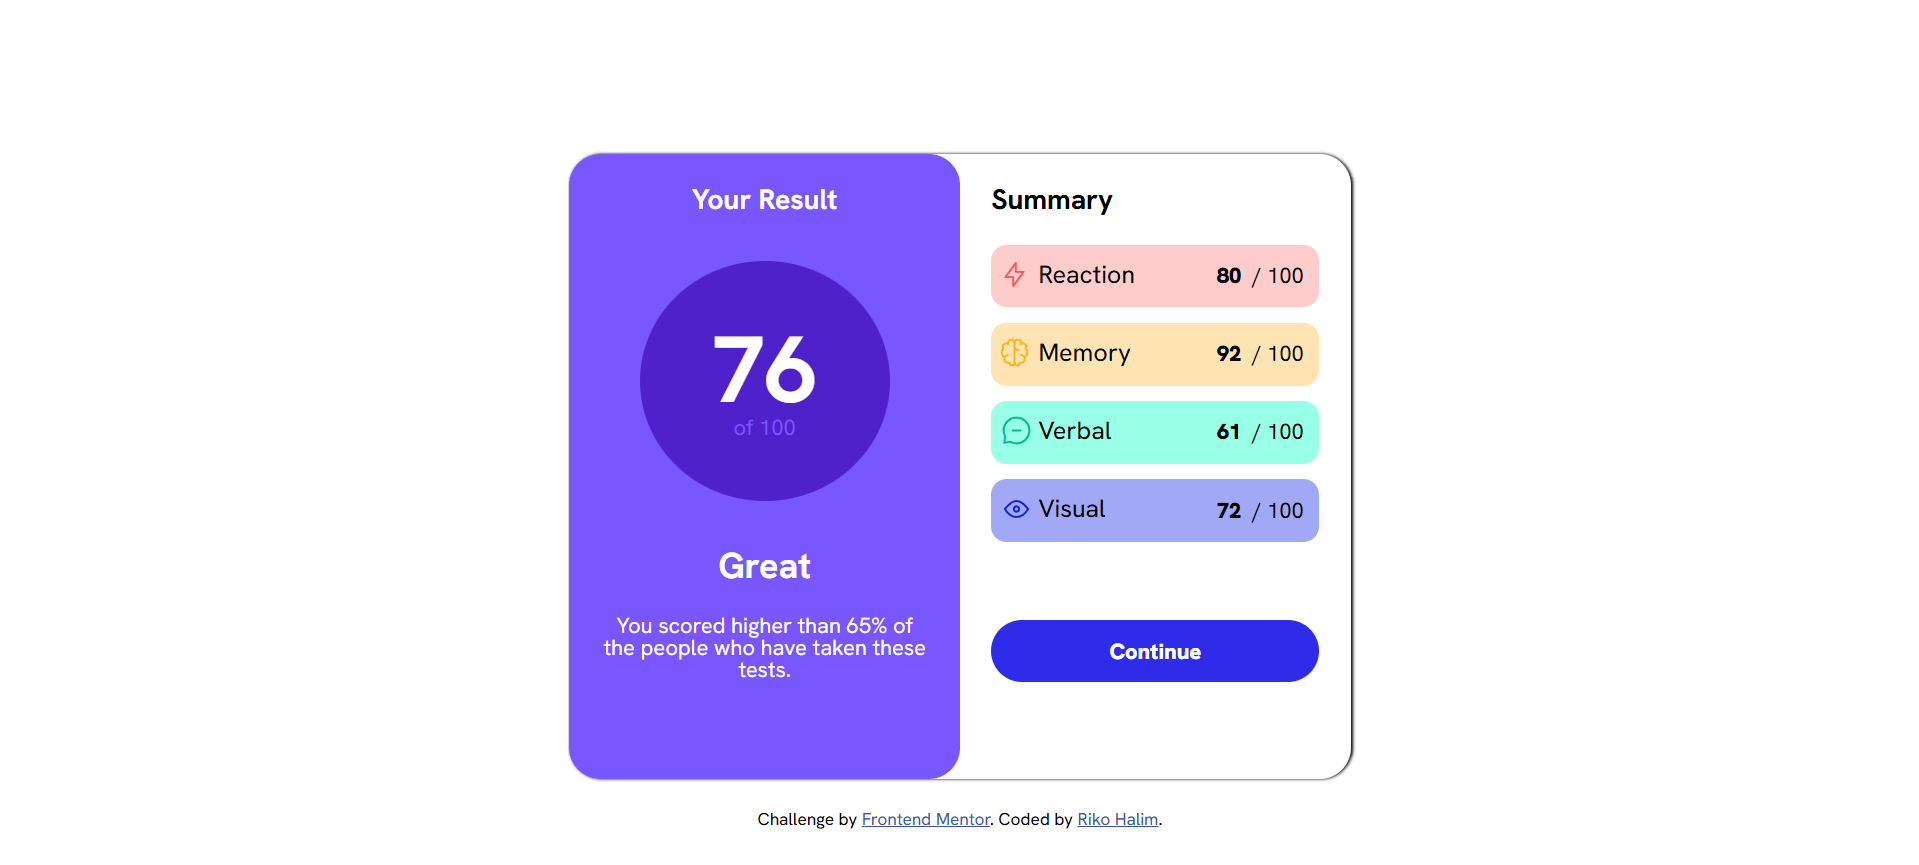 Your Result
76
of 100
Great
You scored higher than 65% of
the people who have taken these
tests.
Summary
Reaction 80 / 100
Memory 92 / 100
Verbal 61 / 100
Visual 72 / 100
Continue
Challenge by Frontend Mentor. Coded by Riko Halim.